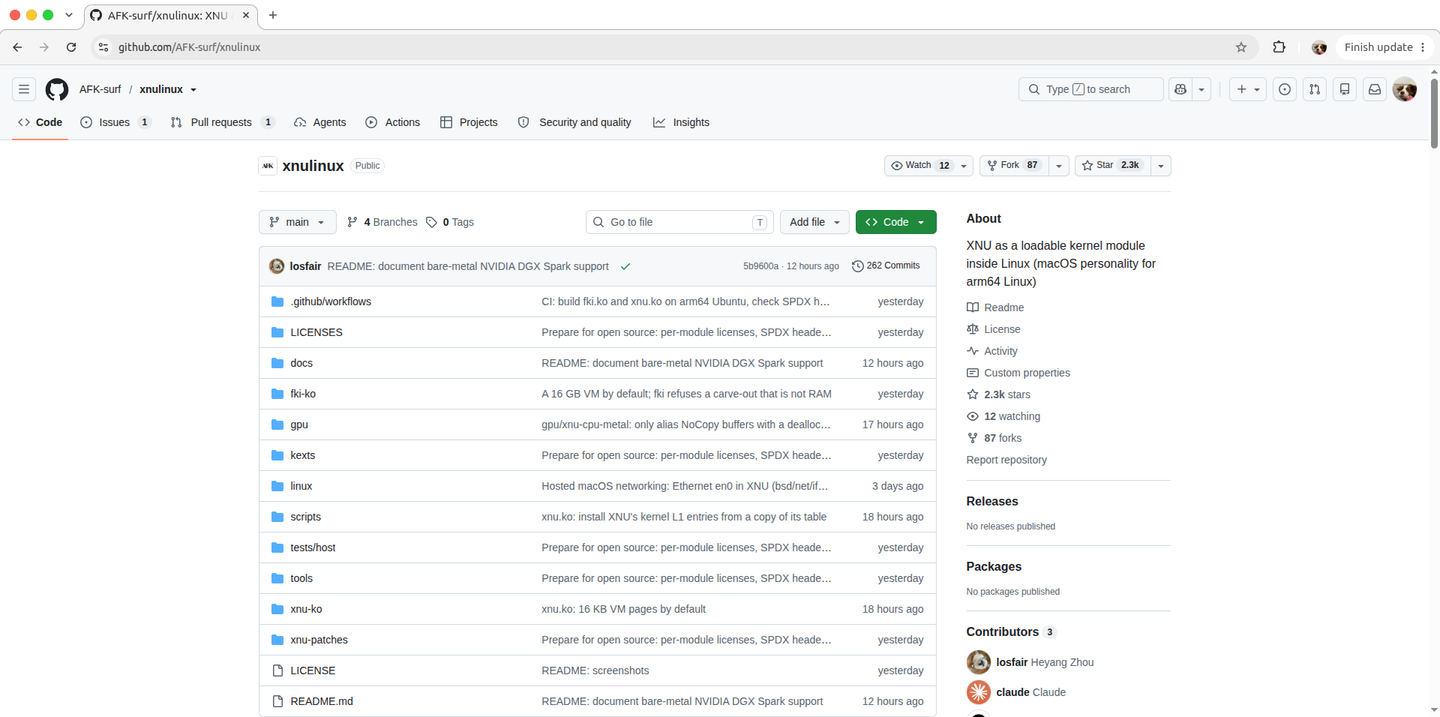 AFK-surf/xnulinux: XNU
github.com/AFK-surf/xnulinux
Finish update
AFK-surf / xnulinux
Type / to search
Code
Issues 1
Pull requests 1
Agents
Actions
Projects
Security and quality
Insights
AFK
xnulinux Public
Watch 12
Fork 87
Star 2.3k
main
4 Branches
0 Tags
Go to file T
Add file
Code
losfair README: document bare-metal NVIDIA DGX Spark support 5b9600a · 12 hours ago 262 Commits
.github/workflows CI: build fki.ko and xnu.ko on arm64 Ubuntu, check SPDX h… yesterday
LICENSES Prepare for open source: per-module licenses, SPDX heade… yesterday
docs README: document bare-metal NVIDIA DGX Spark support 12 hours ago
fki-ko A 16 GB VM by default; fki refuses a carve-out that is not RAM yesterday
gpu gpu/xnu-cpu-metal: only alias NoCopy buffers with a dealloc… 17 hours ago
kexts Prepare for open source: per-module licenses, SPDX heade… yesterday
linux Hosted macOS networking: Ethernet en0 in XNU (bsd/net/if… 3 days ago
scripts xnu.ko: install XNU's kernel L1 entries from a copy of its table 18 hours ago
tests/host Prepare for open source: per-module licenses, SPDX heade… yesterday
tools Prepare for open source: per-module licenses, SPDX heade… yesterday
xnu-ko xnu.ko: 16 KB VM pages by default 18 hours ago
xnu-patches Prepare for open source: per-module licenses, SPDX heade… yesterday
LICENSE README: screenshots yesterday
README.md README: document bare-metal NVIDIA DGX Spark support 12 hours ago
About
XNU as a loadable kernel module
inside Linux (macOS personality for
arm64 Linux)
Readme
License
Activity
Custom properties
2.3k stars
12 watching
87 forks
Report repository
Releases
No releases published
Packages
No packages published
Contributors 3
losfair Heyang Zhou
claude Claude